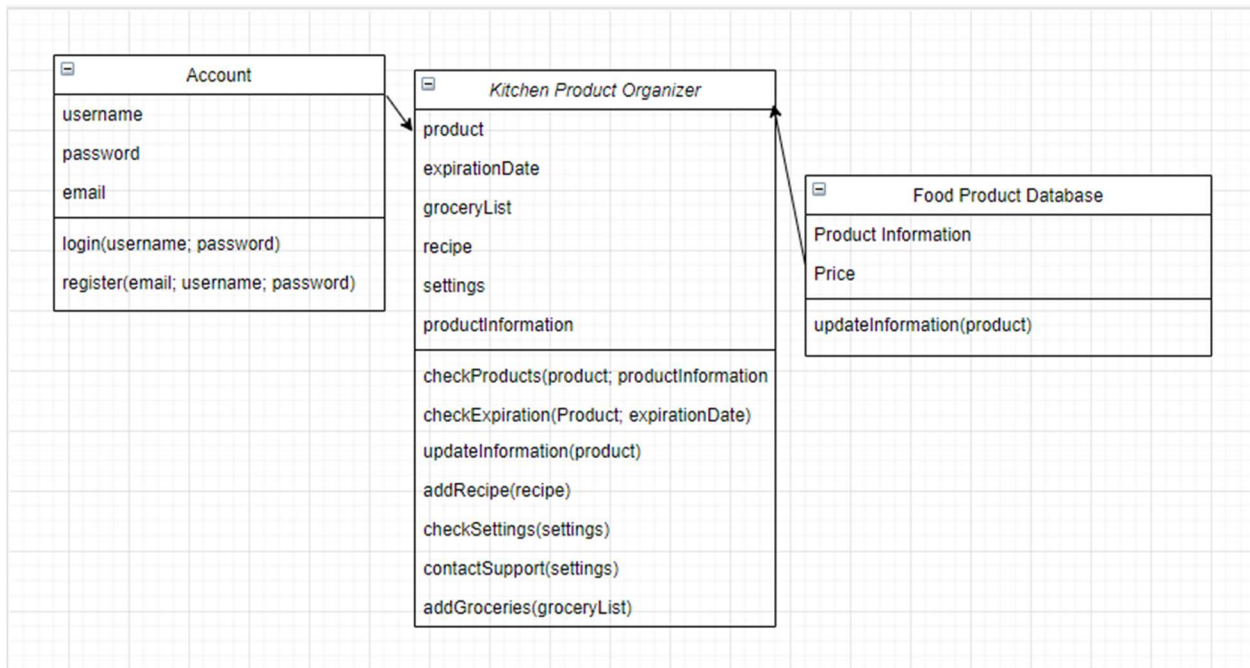 Account
username
password
email
login(username; password)
register(email; username; password)
Kitchen Product Organizer
product
expirationDate
groceryList
recipe
settings
productInformation
checkProducts(product; productInformation
checkExpiration(Product; expirationDate)
updateInformation(product)
addRecipe(recipe)
checkSettings(settings)
contactSupport(settings)
addGroceries(groceryList)
Food Product Database
Product Information
Price
updateInformation(product)